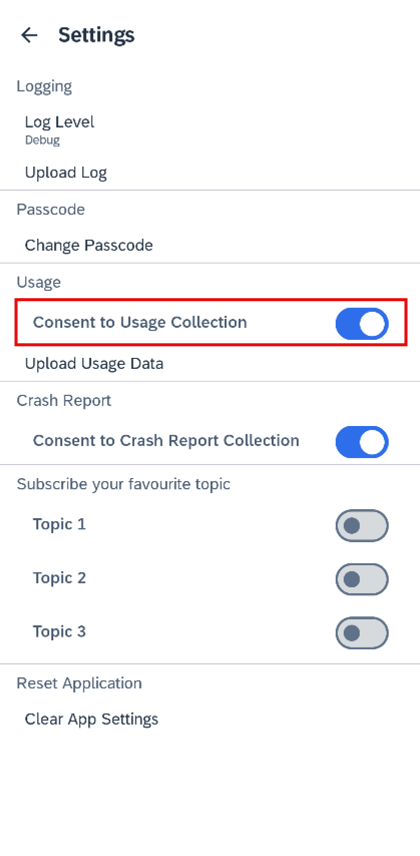 Settings
Logging
Log Level
Debug
Upload Log
Passcode
Change Passcode
Usage
Consent to Usage Collection
Upload Usage Data
Crash Report
Consent to Crash Report Collection
Subscribe your favourite topic
Topic 1
Topic 2
Topic 3
Reset Application
Clear App Settings